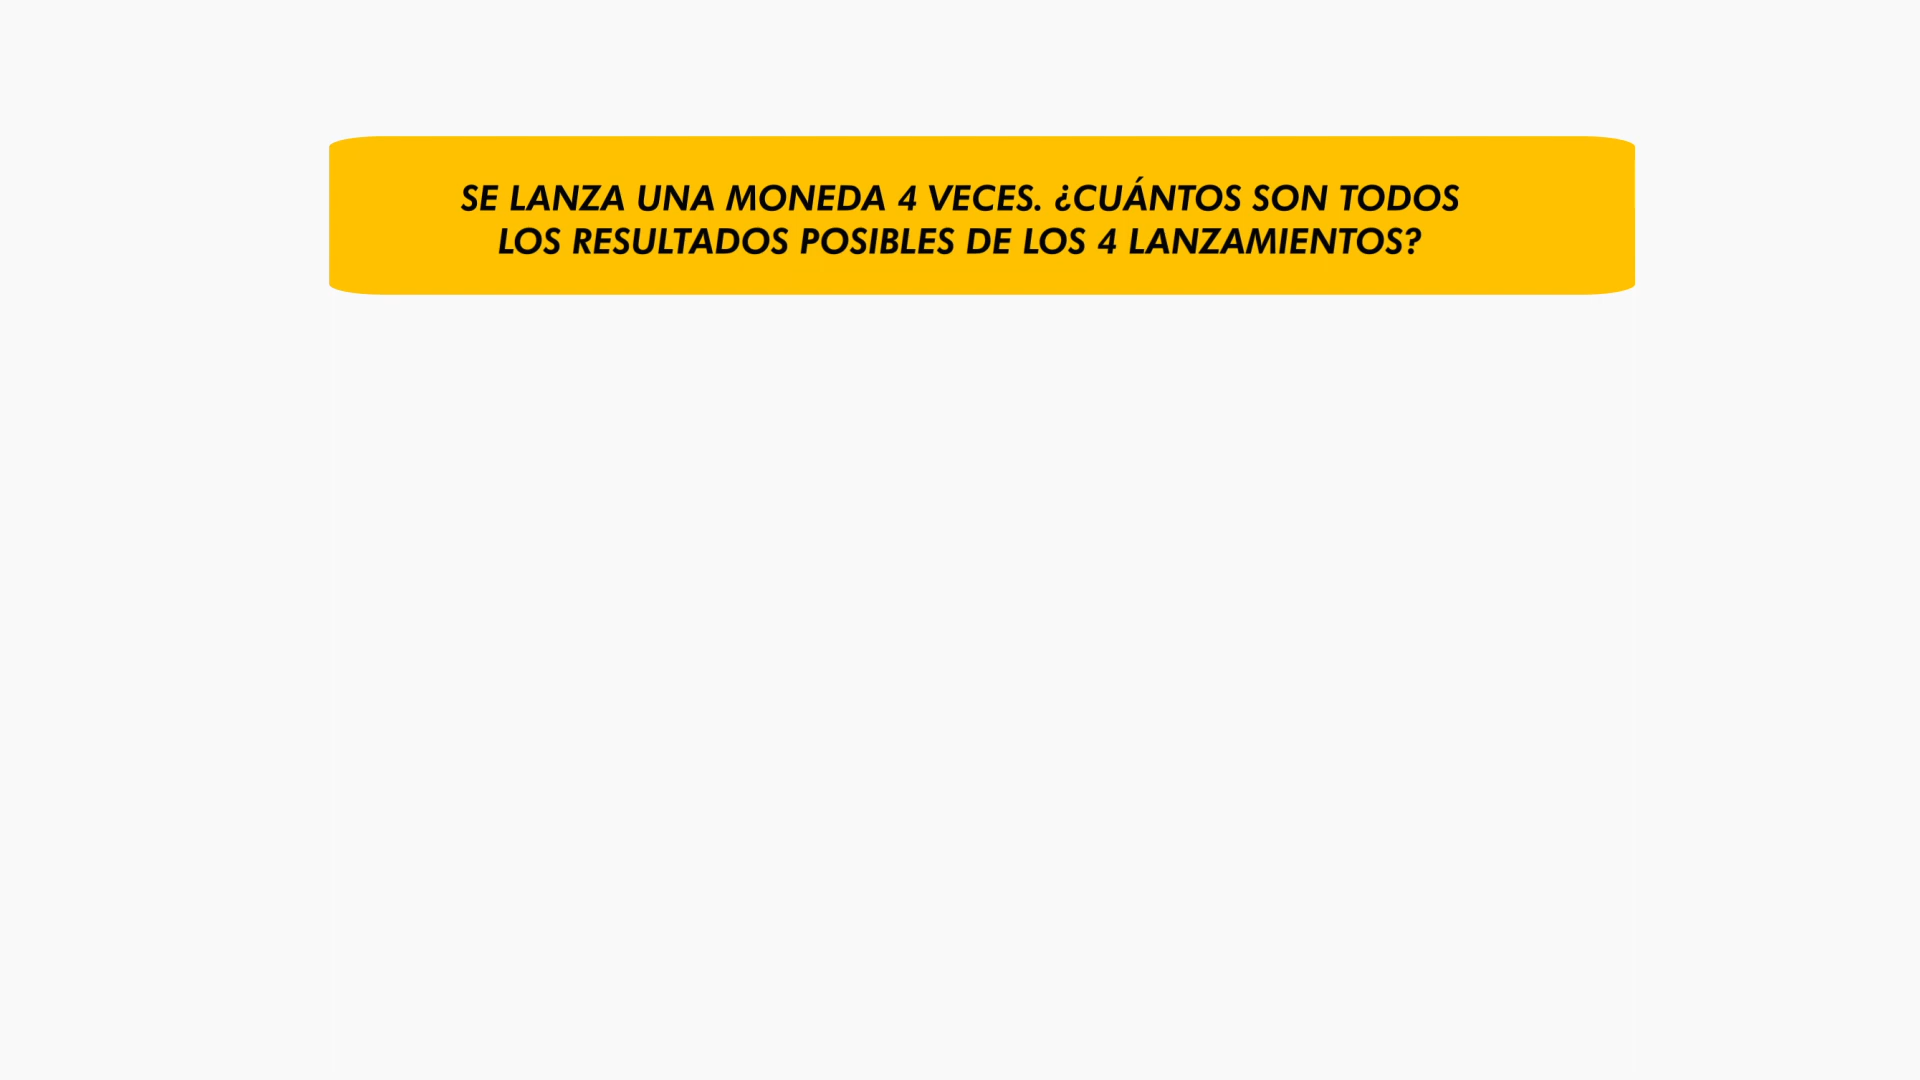 SE LANZA UNA MONEDA 4 VECES. ¿CUÁNTOS SON TODOS
LOS RESULTADOS POSIBLES DE LOS 4 LANZAMIENTOS?